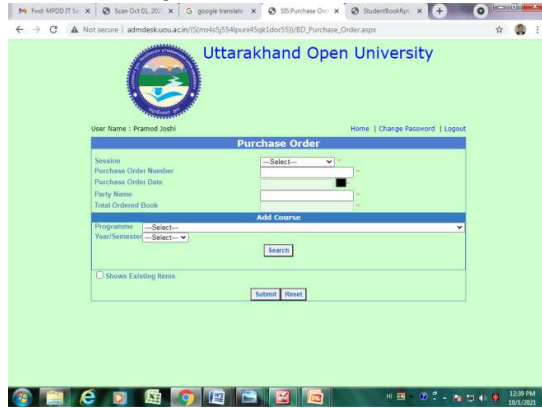 Fwd: MPDD IT Se
Scan Oct 01, 202
google translate
SIS:Purchase Ord
StudentBookRpt
Not secure | admdesk.uou.ac.in/(S(ms4s5j554lpuni45qk1dor55))/BD_Purchase_Order.aspx
Uttarakhand Open University
User Name : Pramod Joshi
Home | Change Password | Logout
Purchase Order
Session ---Select--- *
Purchase Order Number *
Purchase Order Date
Party Name *
Total Ordered Book *
Add Course
Programme ---Select---
Year/Semester ---Select---
Search
Shows Existing Items
Submit Reset
HI
12:39 PM
10/1/2021